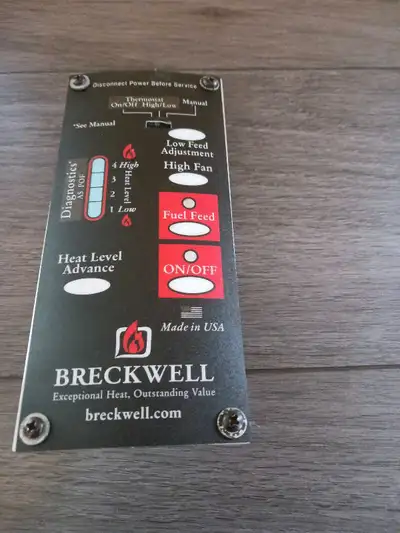 Disconnect Power Before Service
Thermostat
On/Off High/Low Manual
*See Manual
Low Feed
Adjustment
High Fan
Diagnostics*
4 High
3
2
1 Low
Heat Level
Fuel Feed
Heat Level
Advance
ON/OFF
Made in USA
BRECKWELL
Exceptional Heat, Outstanding Value
breckwell.com